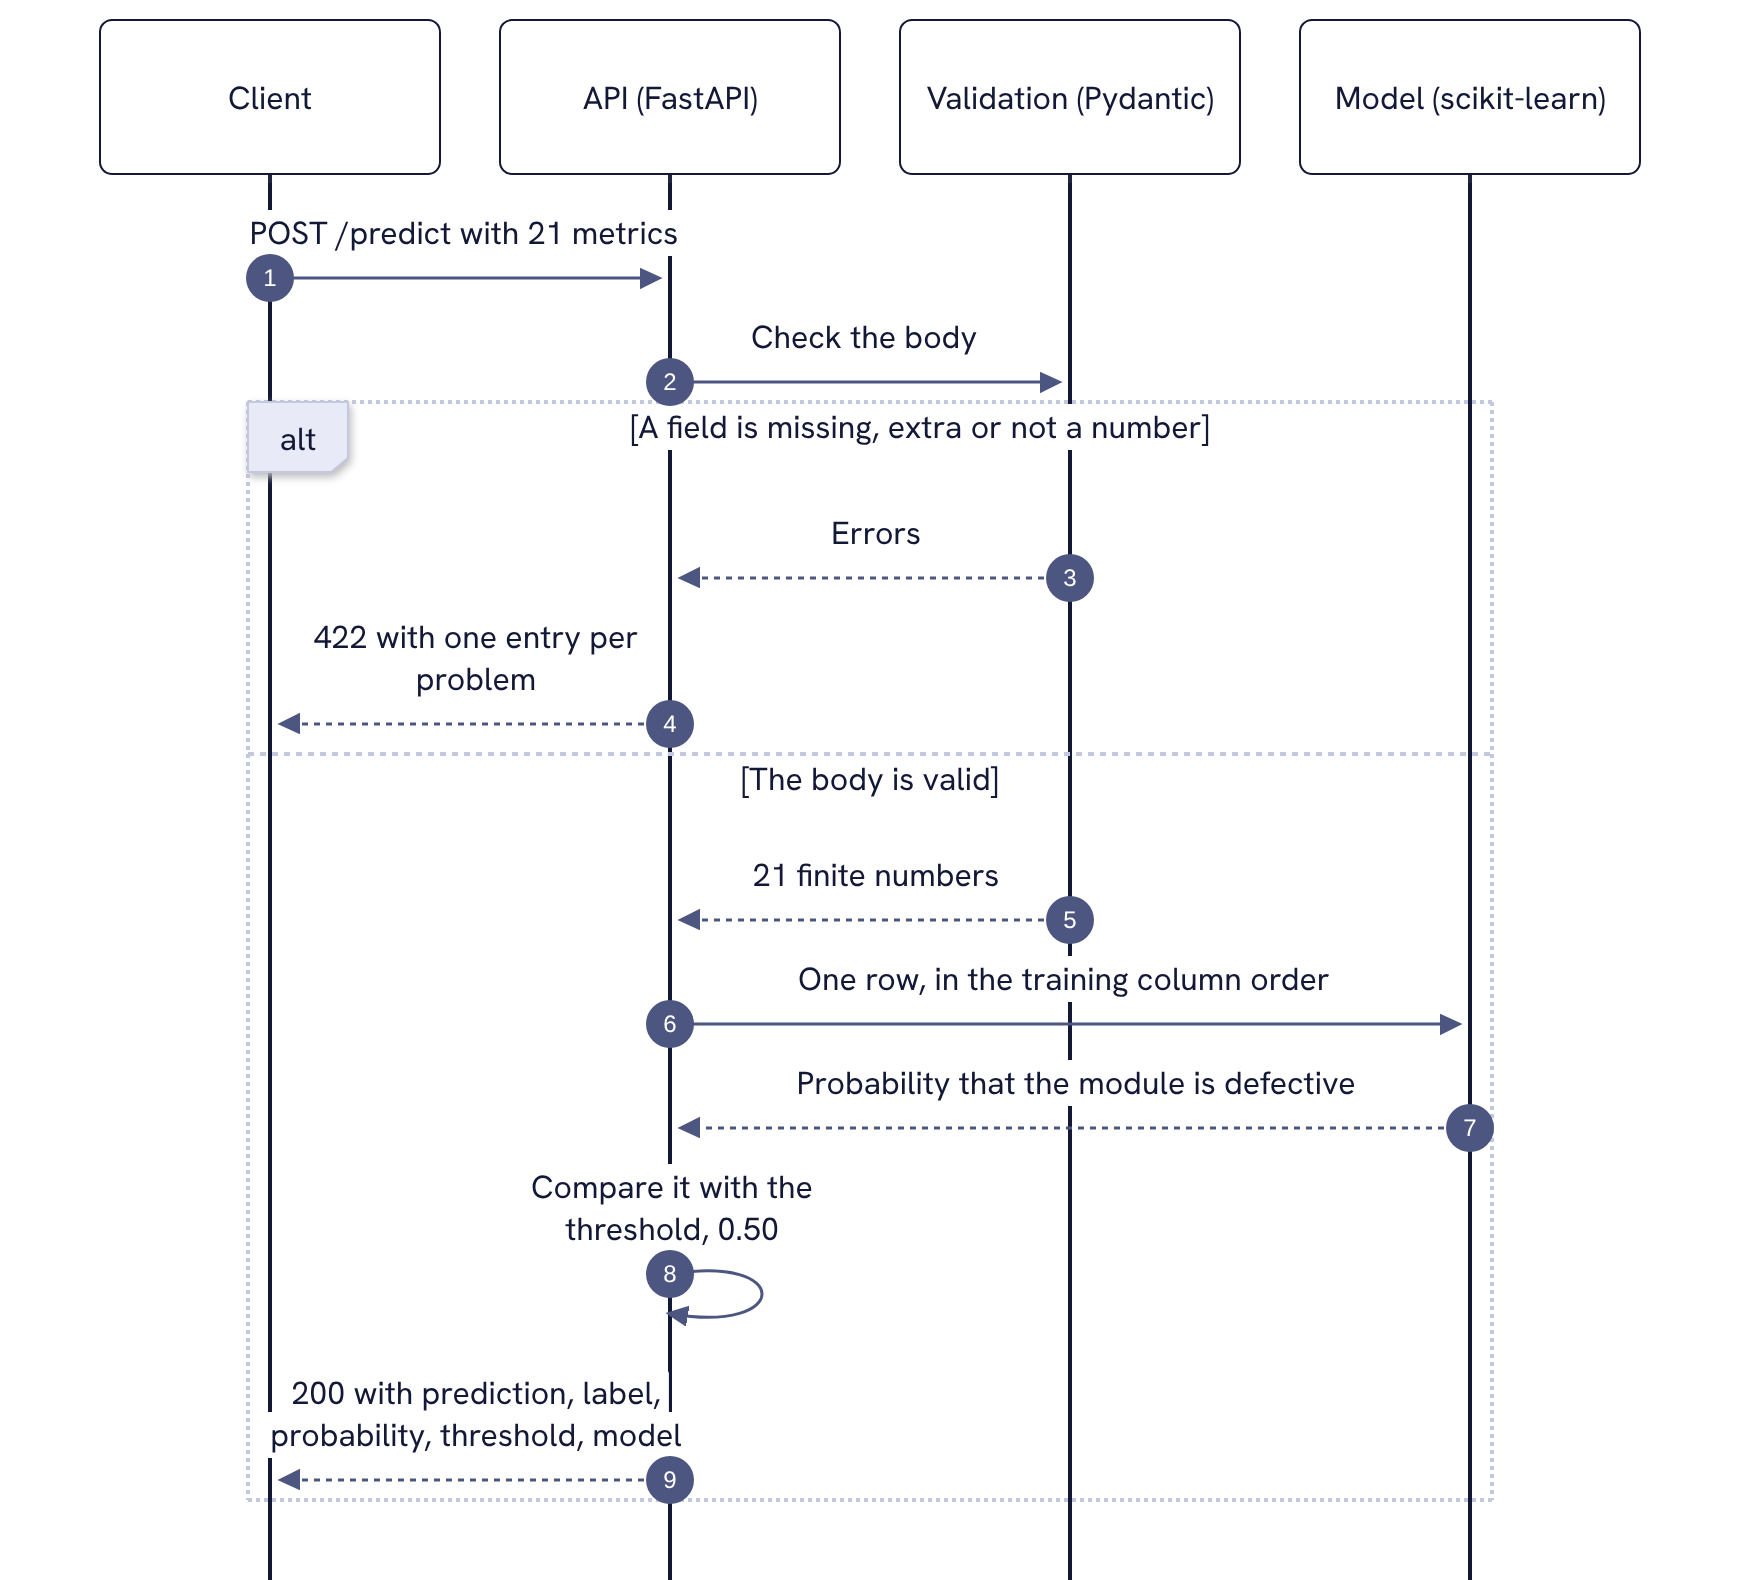 Client
API (FastAPI)
Validation (Pydantic)
Model (scikit-learn)
POST /predict with 21 metrics
1
Check the body
2
alt
[A field is missing, extra or not a number]
Errors
3
422 with one entry per
problem
4
[The body is valid]
21 finite numbers
5
One row, in the training column order
6
Probability that the module is defective
7
Compare it with the
threshold, 0.50
8
200 with prediction, label,
probability, threshold, model
9